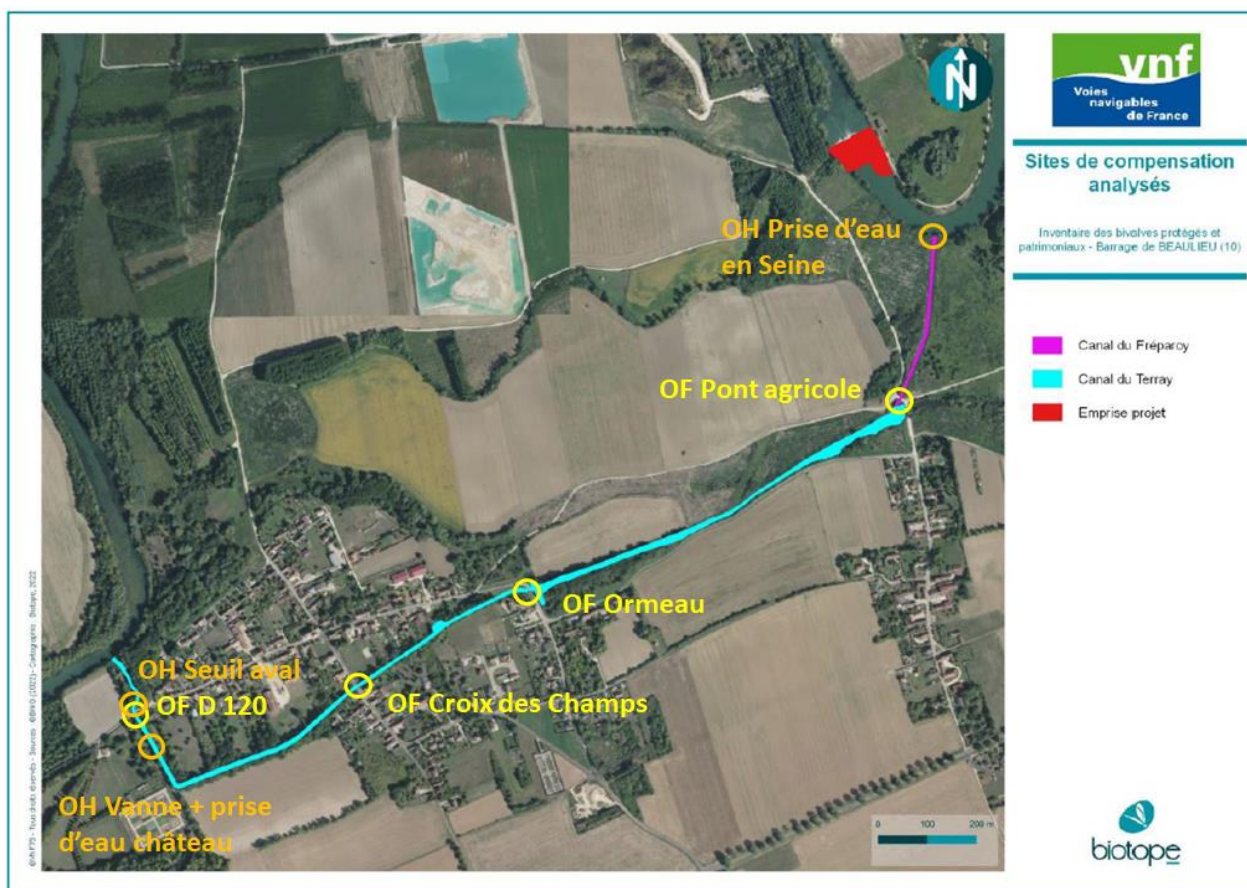 vnf
Voies
navigables
de France
Sites de compensation
analysés
Inventaire des bivalves protégés et
patrimoniaux - Barrage de BEAULIEU (10)
Canal du Fréparoy
Canal du Terray
Emprise projet
N
OH Prise d'eau
en Seine
OF Pont agricole
OF Ormeau
OF Croix des Champs
OH Seuil aval
OF D 120
OH Vanne + prise
d'eau château
0 100 200 m
biotope